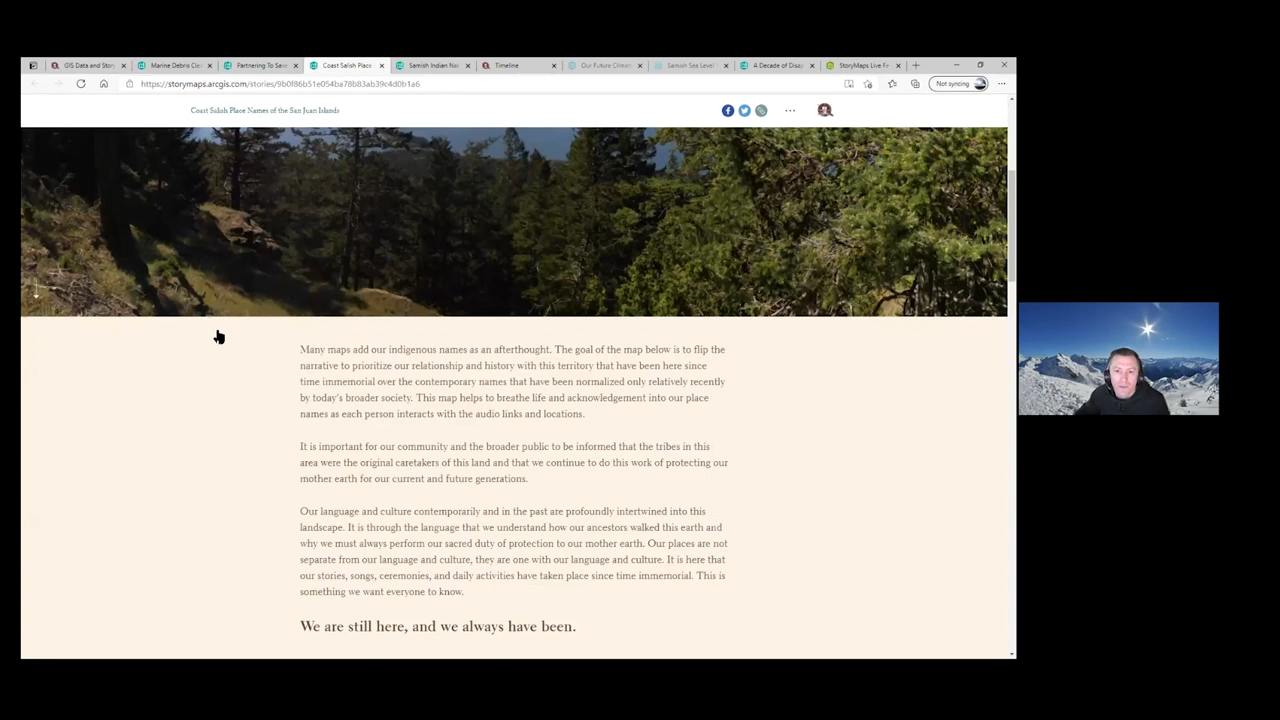 GIS Data and Story
Marine Debris Cle
Partnering To Save
Coast Salish Place
Samish Indian Na
Timeline
Our Future Climat
Samish Sea Level
A Decade of Disap
StoryMaps Live Fe
https://storymaps.arcgis.com/stories/9b0f86b51e054ba78b83ab39c4d0b1a6
Not syncing
Coast Salish Place Names of the San Juan Islands
Many maps add our indigenous names as an afterthought. The goal of the map below is to flip the
narrative to prioritize our relationship and history with this territory that have been here since
time immemorial over the contemporary names that have been normalized only relatively recently
by today's broader society. This map helps to breathe life and acknowledgement into our place
names as each person interacts with the audio links and locations.
It is important for our community and the broader public to be informed that the tribes in this
area were the original caretakers of this land and that we continue to do this work of protecting our
mother earth for our current and future generations.
Our language and culture contemporarily and in the past are profoundly intertwined into this
landscape. It is through the language that we understand how our ancestors walked this earth and
why we must always perform our sacred duty of protection to our mother earth. Our places are not
separate from our language and culture, they are one with our language and culture. It is here that
our stories, songs, ceremonies, and daily activities have taken place since time immemorial. This is
something we want everyone to know.
We are still here, and we always have been.